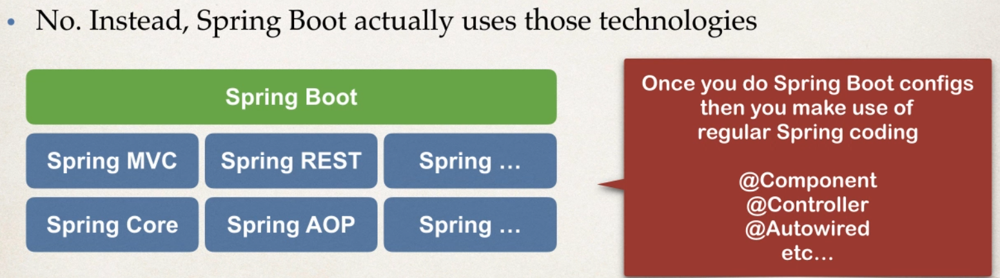 • No. Instead, Spring Boot actually uses those technologies
Spring Boot
Spring MVC
Spring REST
Spring ...
Spring Core
Spring AOP
Spring ...
Once you do Spring Boot configs
then you make use of
regular Spring coding
@Component
@Controller
@Autowired
etc...